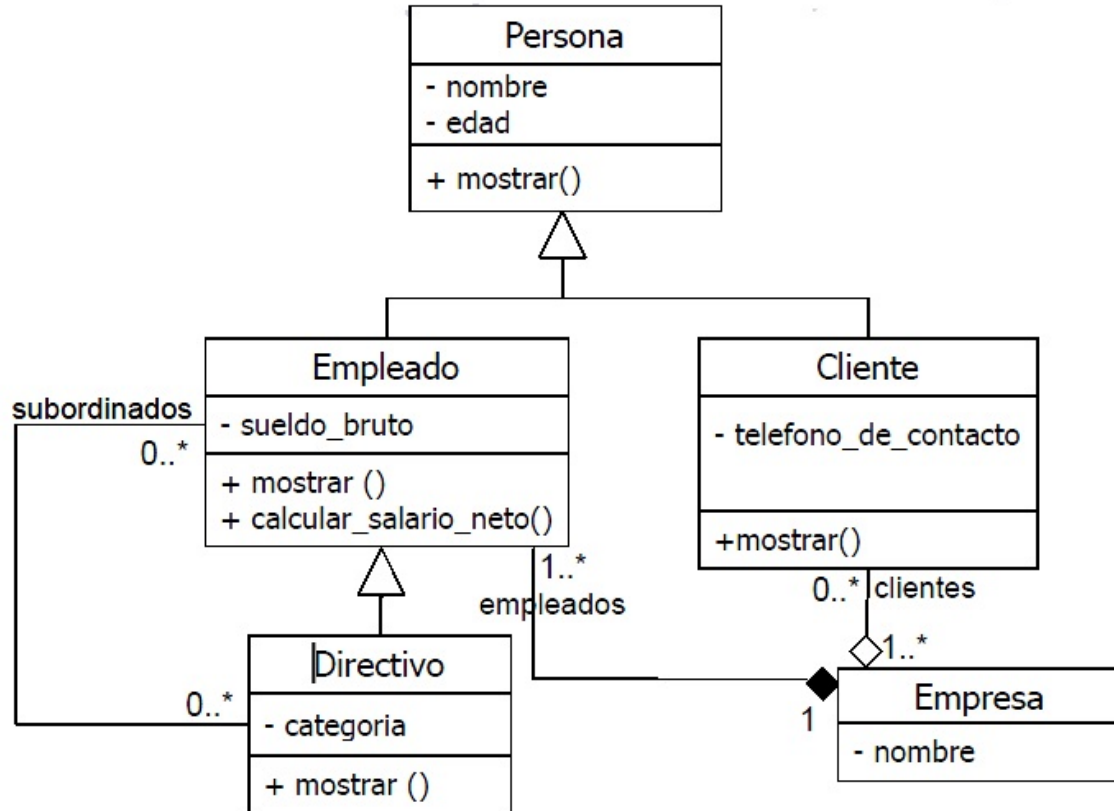 Persona
- nombre
- edad
+ mostrar()
Empleado
- sueldo_bruto
+ mostrar ()
+ calcular_salario_neto()
Cliente
- telefono_de_contacto
+mostrar()
subordinados
0..*
1..*
empleados
0..* clientes
1..*
Directivo
- categoria
+ mostrar ()
0..*
1
Empresa
- nombre